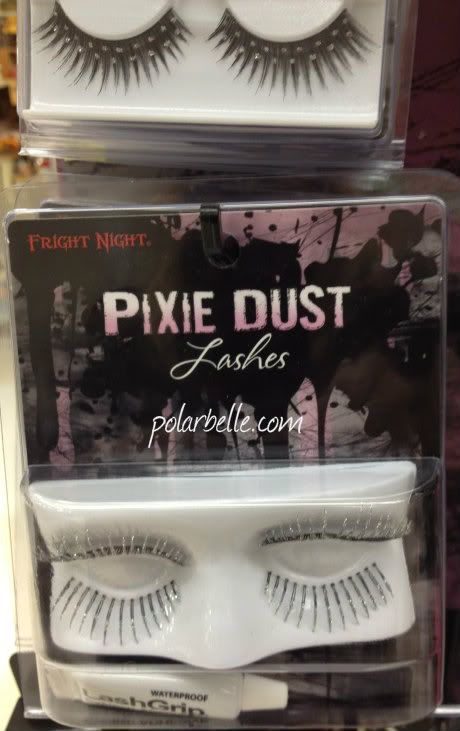 FRIGHT NIGHT®
PIXIE DUST
Lashes
polarbelle.com
WATERPROOF
LashGrip